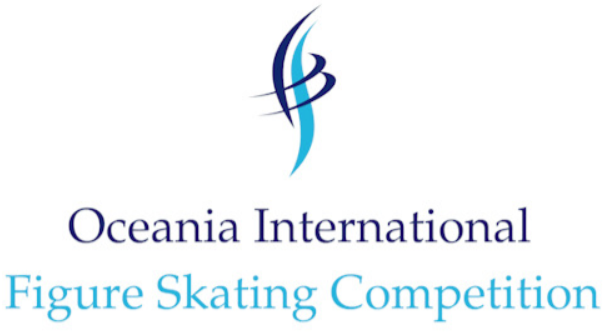 Oceania International
Figure Skating Competition